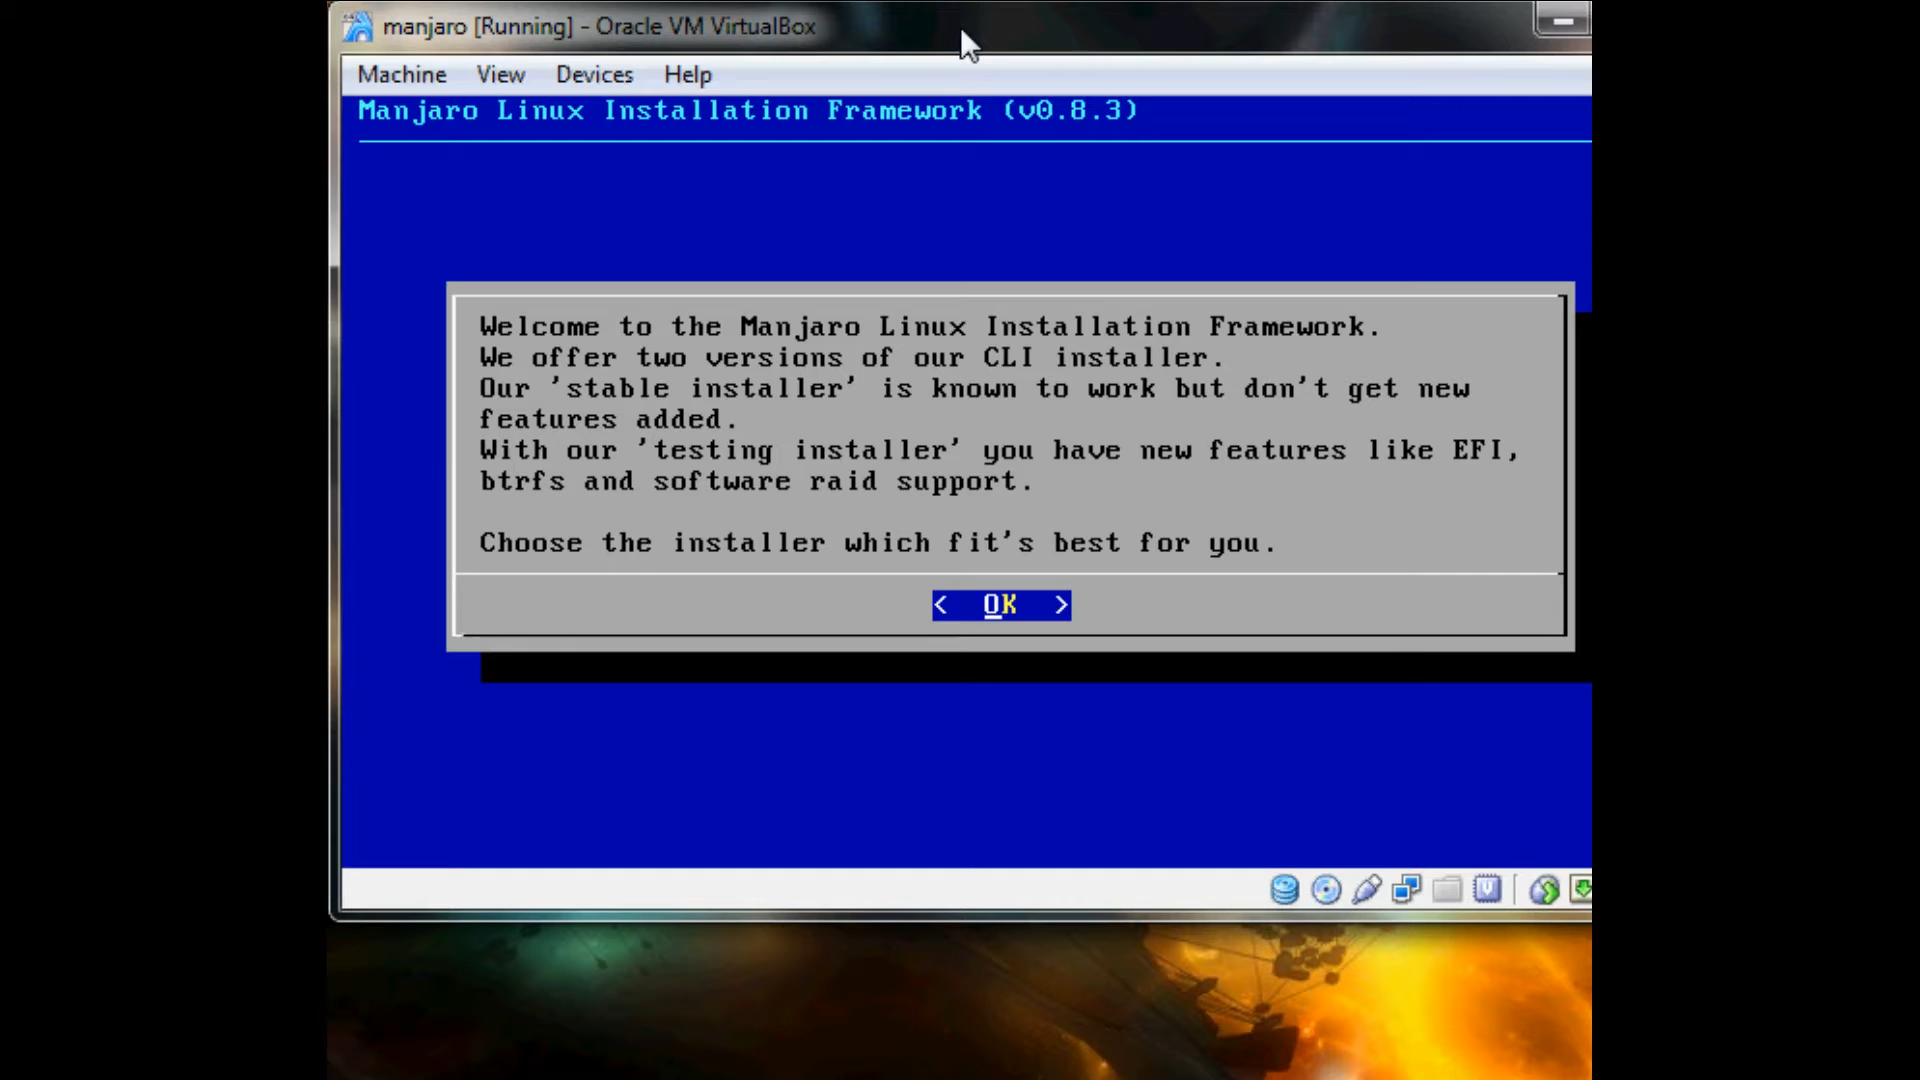 manjaro [Running] - Oracle VM VirtualBox
Machine View Devices Help
Manjaro Linux Installation Framework (v0.8.3)
Welcome to the Manjaro Linux Installation Framework.
We offer two versions of our CLI installer.
Our 'stable installer' is known to work but don't get new
features added.
With our 'testing installer' you have new features like EFI,
btrfs and software raid support.
Choose the installer which fit's best for you.
< OK >